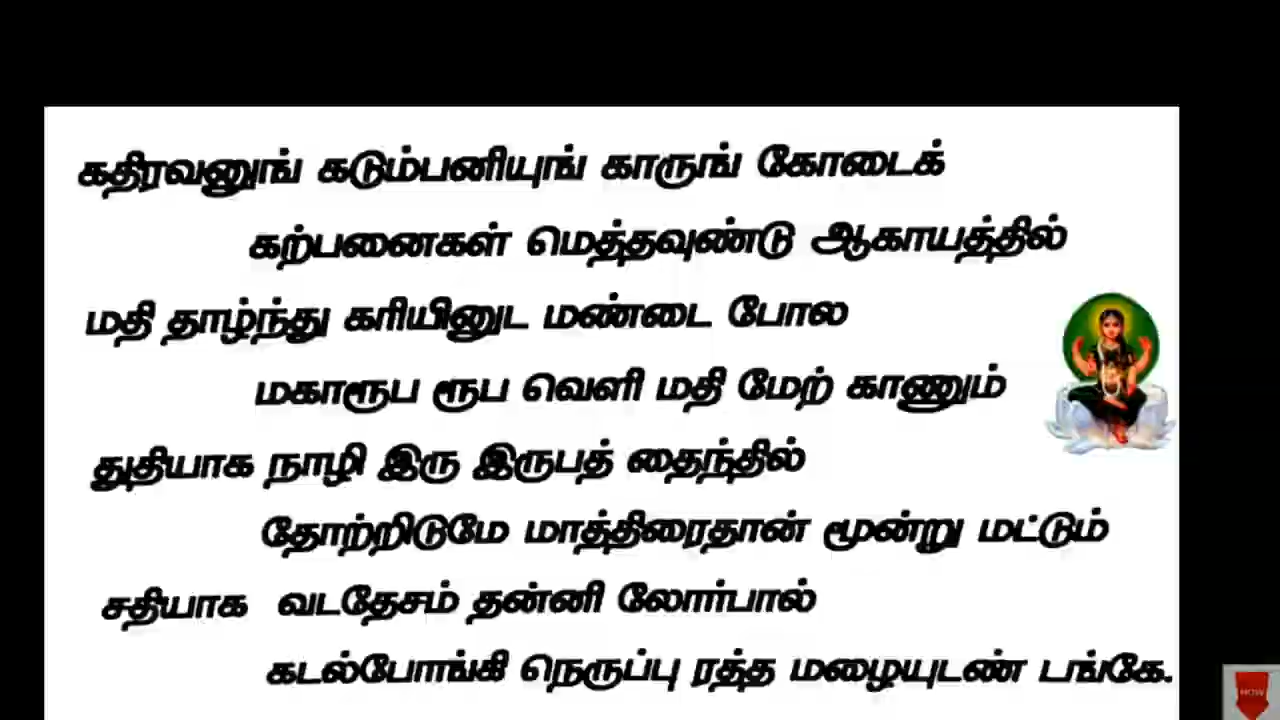 கதிரவனுங் கடும்பனியுங் காருங் கோடைக்
கற்பனைகள் மெத்தவுண்டு ஆகாயத்தில்
மதி தாழ்ந்து கரியினுட மண்டை போல
மகாரூப ரூப வெளி மதி மேற் காணும்
துதியாக நாழி இரு இருபத் தைந்தில்
தோற்றிடுமே மாத்திரைதான் மூன்று மட்டும்
சதியாக வடதேசம் தன்னி லோர்பால்
கடல்போங்கி நெருப்பு ரத்த மழையுடண் டங்கே.